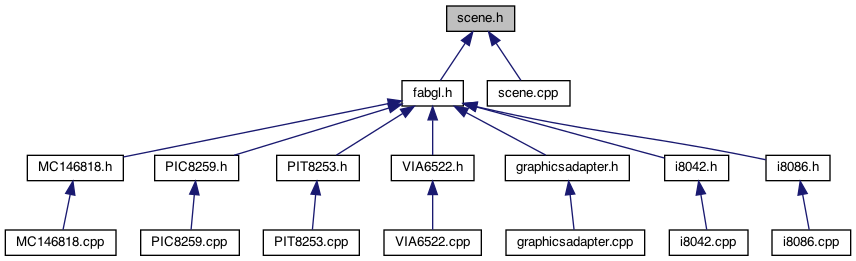 scene.h
fabgl.h
scene.cpp
MC146818.h
PIC8259.h
PIT8253.h
VIA6522.h
graphicsadapter.h
i8042.h
i8086.h
MC146818.cpp
PIC8259.cpp
PIT8253.cpp
VIA6522.cpp
graphicsadapter.cpp
i8042.cpp
i8086.cpp